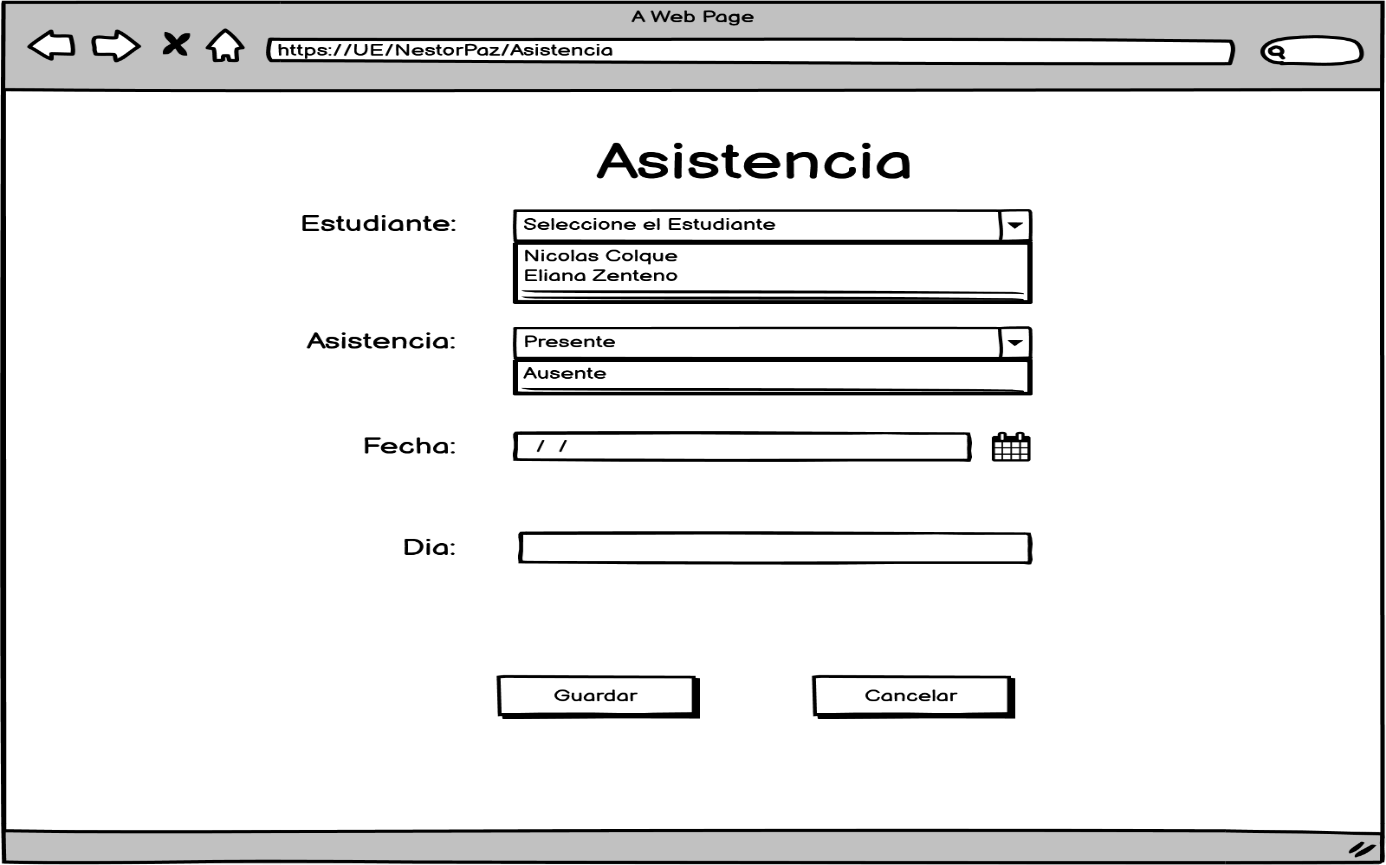 A Web Page
https://UE/NestorPaz/Asistencia
Asistencia
Estudiante:
Seleccione el Estudiante
Nicolas Colque
Eliana Zenteno
Asistencia:
Presente
Ausente
Fecha:
/ /
Dia:
Guardar
Cancelar